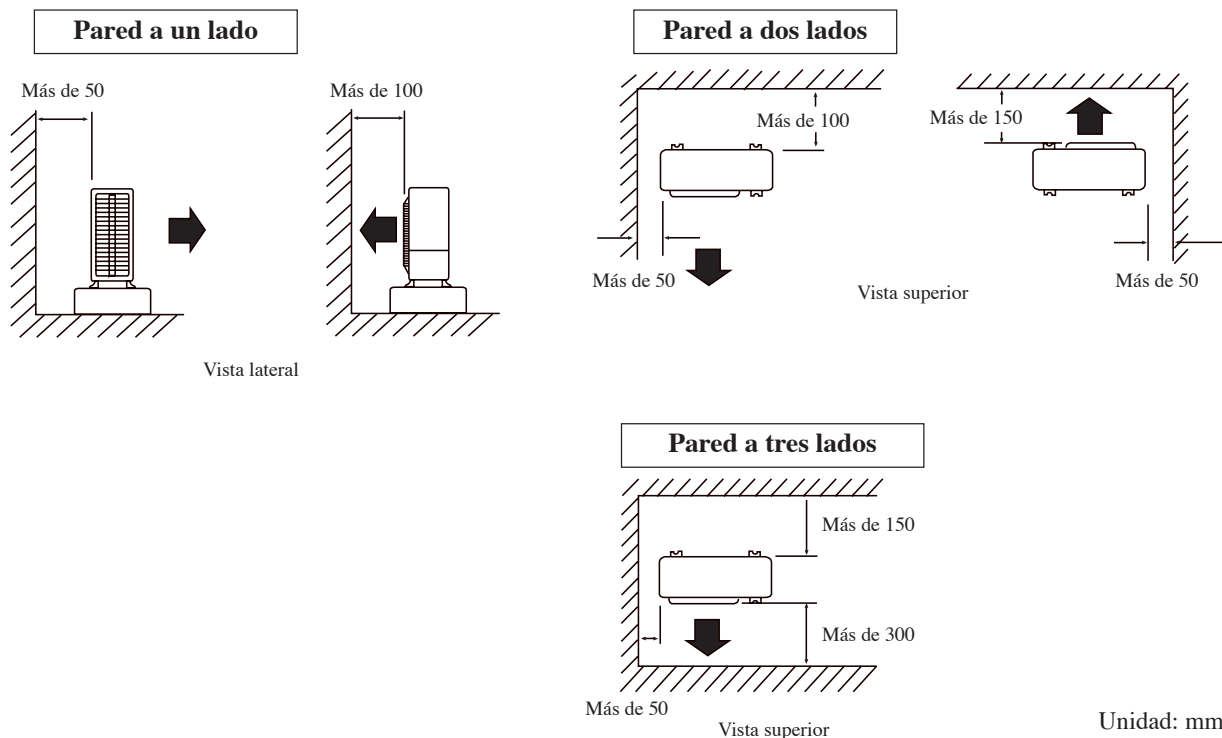 Pared a un lado
Más de 50
Más de 100
Vista lateral
Pared a dos lados
Más de 100
Más de 150
Más de 50
Más de 50
Vista superior
Pared a tres lados
Más de 150
Más de 300
Más de 50
Vista superior
Unidad: mm